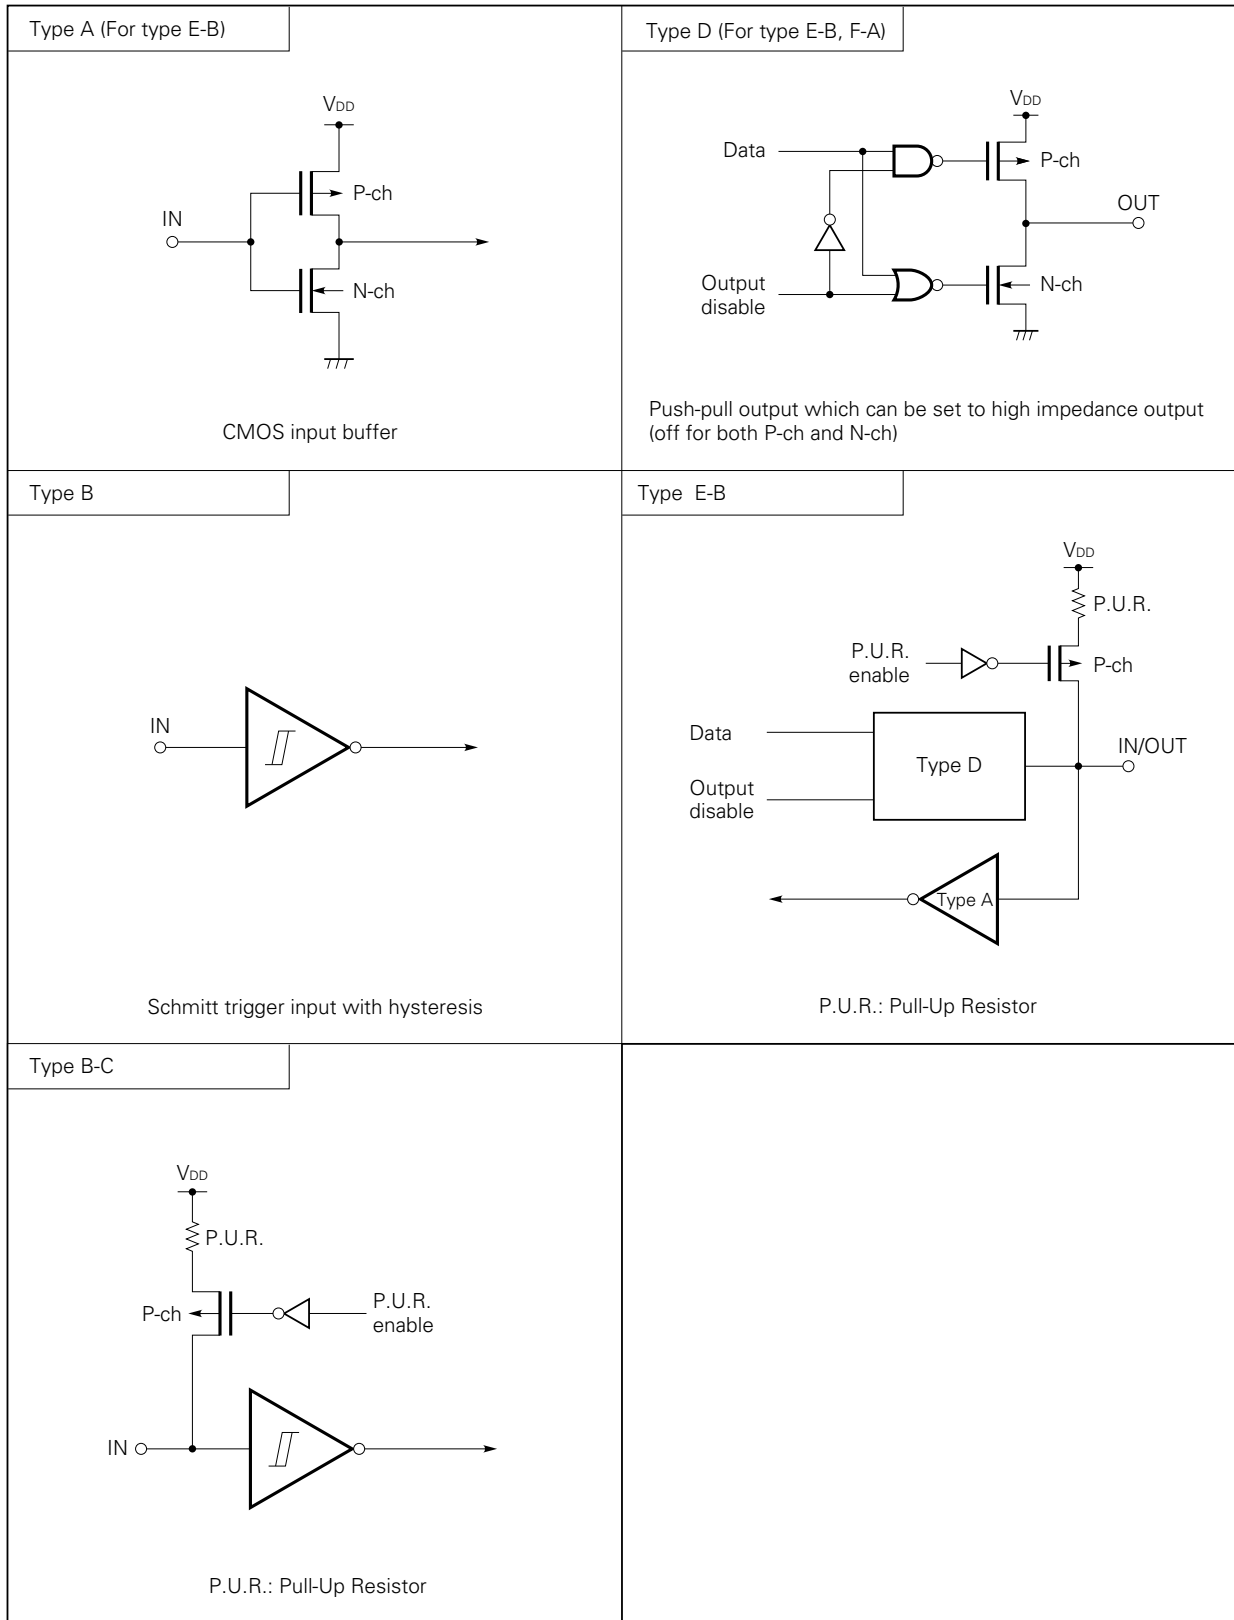 Type A (For type E-B)
VDD
P-ch
IN
N-ch
CMOS input buffer
Type D (For type E-B, F-A)
VDD
Data
P-ch
OUT
Output
disable
N-ch
Push-pull output which can be set to high impedance output
(off for both P-ch and N-ch)
Type B
IN
Schmitt trigger input with hysteresis
Type E-B
VDD
P.U.R.
P.U.R.
enable
P-ch
Data
Type D
IN/OUT
Output
disable
Type A
P.U.R.: Pull-Up Resistor
Type B-C
VDD
P.U.R.
P-ch
P.U.R.
enable
IN
P.U.R.: Pull-Up Resistor